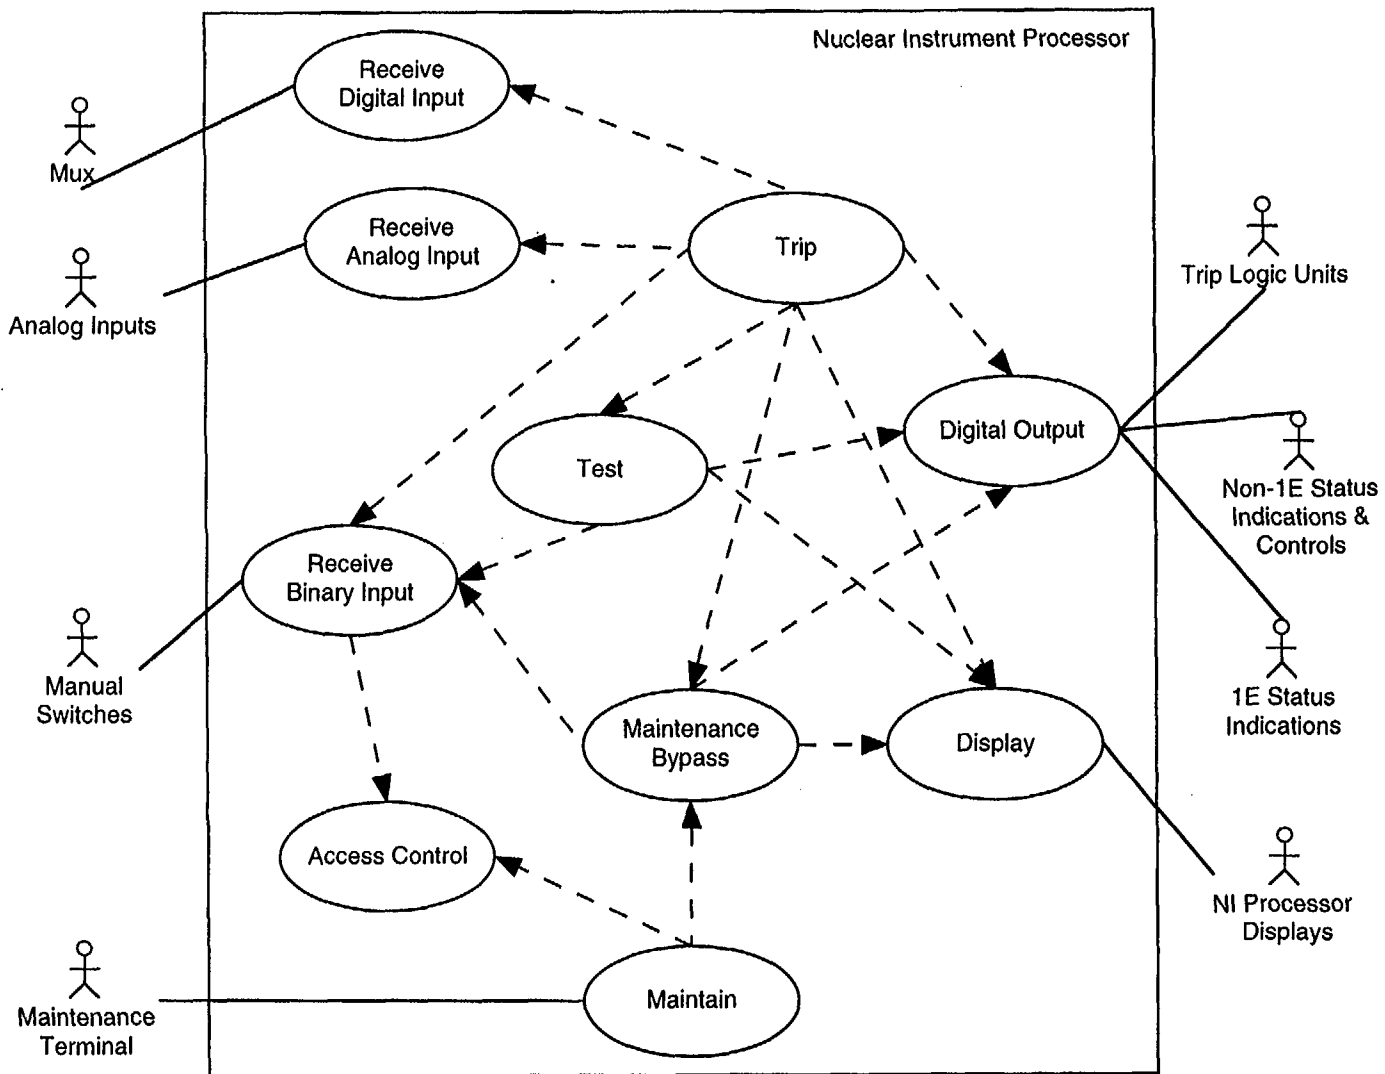 Nuclear Instrument Processor
Receive
Digital Input
Mux
Receive
Analog Input
Trip
Analog Inputs
Trip Logic Units
Digital Output
Test
Non-1E Status
Indications &
Controls
Receive
Binary Input
Manual
Switches
Maintenance
Bypass
Display
1E Status
Indications
Access Control
NI Processor
Displays
Maintain
Maintenance
Terminal